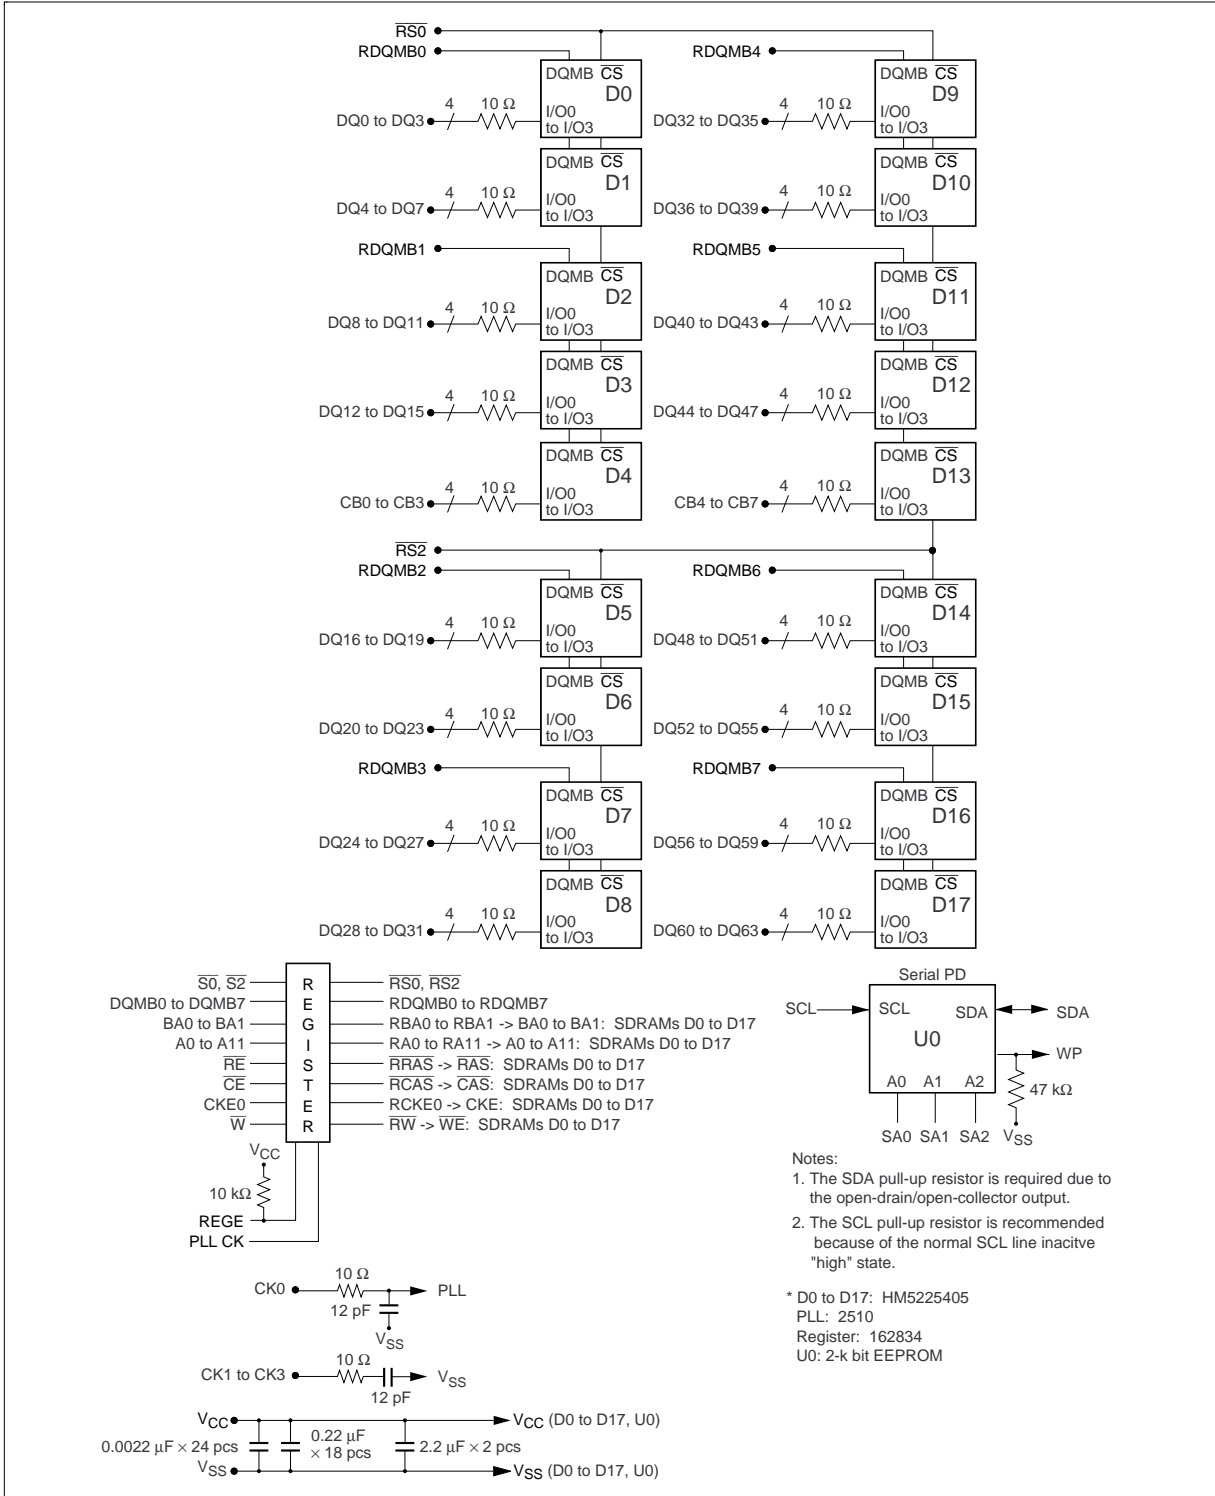 RS0
RDQMB0 RDQMB4
DQMB CS DQMB CS
D0 D9
4 10 Ω 4 10 Ω
DQ0 to DQ3 I/O0 to I/O3 DQ32 to DQ35 I/O0 to I/O3
DQMB CS DQMB CS
D1 D10
4 10 Ω 4 10 Ω
DQ4 to DQ7 I/O0 to I/O3 DQ36 to DQ39 I/O0 to I/O3
RDQMB1 RDQMB5
DQMB CS DQMB CS
D2 D11
4 10 Ω 4 10 Ω
DQ8 to DQ11 I/O0 to I/O3 DQ40 to DQ43 I/O0 to I/O3
DQMB CS DQMB CS
D3 D12
4 10 Ω 4 10 Ω
DQ12 to DQ15 I/O0 to I/O3 DQ44 to DQ47 I/O0 to I/O3
DQMB CS DQMB CS
D4 D13
4 10 Ω 4 10 Ω
CB0 to CB3 I/O0 to I/O3 CB4 to CB7 I/O0 to I/O3
RS2
RDQMB2 RDQMB6
DQMB CS DQMB CS
D5 D14
4 10 Ω 4 10 Ω
DQ16 to DQ19 I/O0 to I/O3 DQ48 to DQ51 I/O0 to I/O3
DQMB CS DQMB CS
D6 D15
4 10 Ω 4 10 Ω
DQ20 to DQ23 I/O0 to I/O3 DQ52 to DQ55 I/O0 to I/O3
RDQMB3 RDQMB7
DQMB CS DQMB CS
D7 D16
4 10 Ω 4 10 Ω
DQ24 to DQ27 I/O0 to I/O3 DQ56 to DQ59 I/O0 to I/O3
DQMB CS DQMB CS
D8 D17
4 10 Ω 4 10 Ω
DQ28 to DQ31 I/O0 to I/O3 DQ60 to DQ63 I/O0 to I/O3
S0, S2 R RS0, RS2
DQMB0 to DQMB7 E RDQMB0 to RDQMB7
BA0 to BA1 G RBA0 to RBA1 -> BA0 to BA1: SDRAMs D0 to D17
A0 to A11 I RA0 to RA11 -> A0 to A11: SDRAMs D0 to D17
RE S RRAS -> RAS: SDRAMs D0 to D17
CE T RCAS -> CAS: SDRAMs D0 to D17
CKE0 E RCKE0 -> CKE: SDRAMs D0 to D17
W R RW -> WE: SDRAMs D0 to D17
VCC
10 kΩ
REGE
PLL CK
Serial PD
SCL SCL SDA SDA
U0
WP
A0 A1 A2 47 kΩ
SA0 SA1 SA2 VSS
Notes:
1. The SDA pull-up resistor is required due to
the open-drain/open-collector output.
2. The SCL pull-up resistor is recommended
because of the normal SCL line inacitve
"high" state.
* D0 to D17: HM5225405
PLL: 2510
Register: 162834
U0: 2-k bit EEPROM
10 Ω
CK0 PLL
12 pF
VSS
10 Ω
CK1 to CK3 VSS
12 pF
VCC VCC (D0 to D17, U0)
0.0022 µF × 24 pcs 0.22 µF × 18 pcs 2.2 µF × 2 pcs
VSS VSS (D0 to D17, U0)